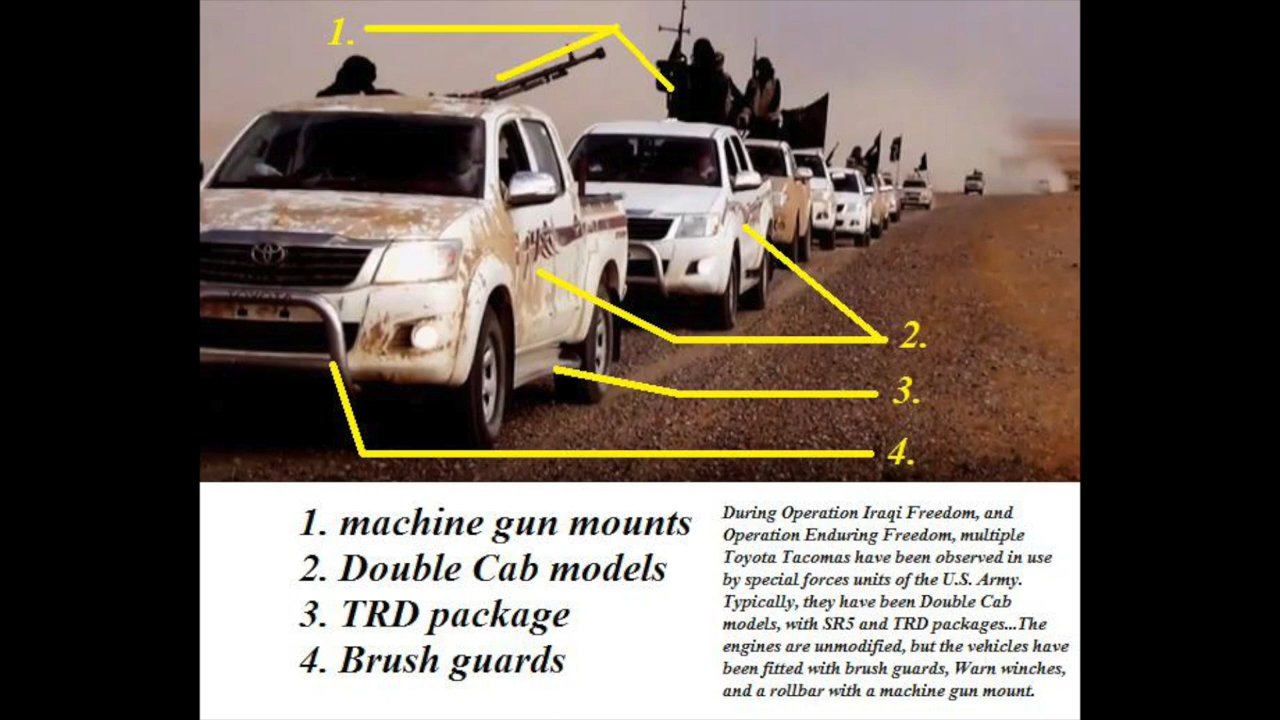 1.
2.
3.
4.
TOYOTA
1. machine gun mounts
2. Double Cab models
3. TRD package
4. Brush guards
During Operation Iraqi Freedom, and
Operation Enduring Freedom, multiple
Toyota Tacomas have been observed in use
by special forces units of the U.S. Army.
Typically, they have been Double Cab
models, with SR5 and TRD packages...The
engines are unmodified, but the vehicles have
been fitted with brush guards, Warn winches,
and a rollbar with a machine gun mount.